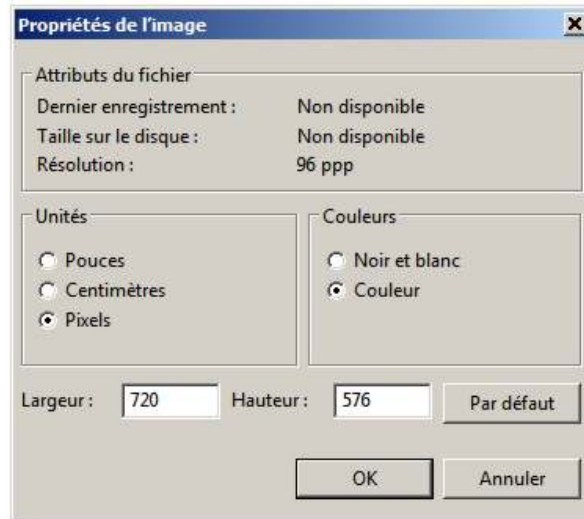 Propriétés de l'image
Attributs du fichier
Dernier enregistrement : Non disponible
Taille sur le disque : Non disponible
Résolution : 96 ppp
Unités
Pouces
Centimètres
Pixels
Couleurs
Noir et blanc
Couleur
Largeur : 720 Hauteur : 576 Par défaut
OK Annuler